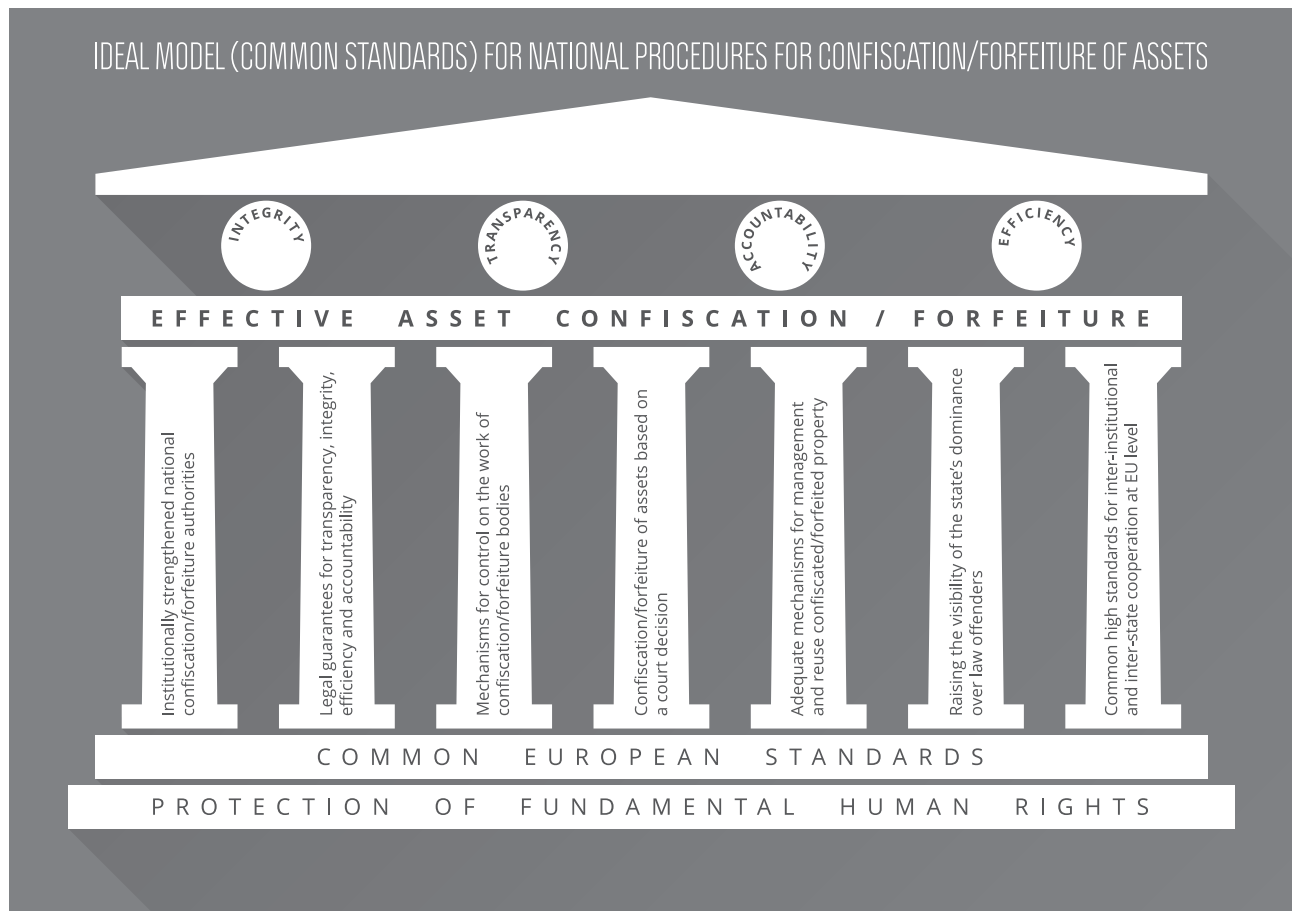 IDEAL MODEL (COMMON STANDARDS) FOR NATIONAL PROCEDURES FOR CONFISCATION/FORFEITURE OF ASSETS
INTEGRITY
TRANSPARENCY
ACCOUNTABILITY
EFFICIENCY
EFFECTIVE ASSET CONFISCATION / FORFEITURE
Institutionally strengthened national
confiscation/forfeiture authorities
Legal guarantees for transparency, integrity,
efficiency and accountability
Mechanisms for control on the work of
confiscation/forfeiture bodies
Confiscation/forfeiture of assets based on
a court decision
Adequate mechanisms for management
and reuse confiscated/forfeited property
Raising the visibility of the state's dominance
over law offenders
Common high standards for inter-institutional
and inter-state cooperation at EU level
COMMON EUROPEAN STANDARDS
PROTECTION OF FUNDAMENTAL HUMAN RIGHTS